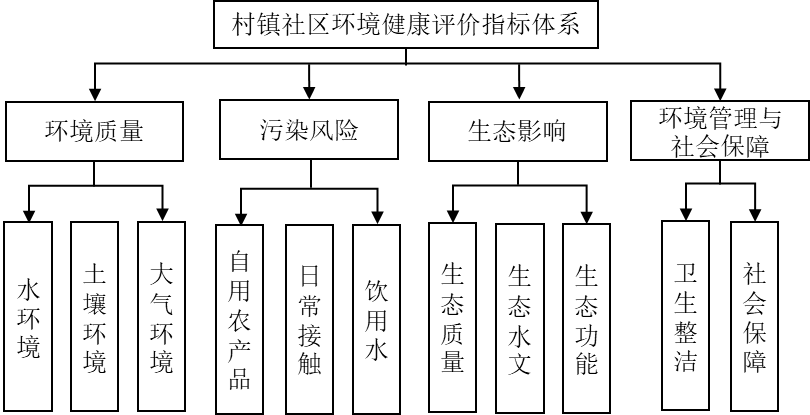 村镇社区环境健康评价指标体系
环境质量
污染风险
生态影响
环境管理与
社会保障
水环境
土壤环境
大气环境
自用农产品
日常接触
饮用水
生态质量
生态水文
生态功能
卫生整洁
社会保障